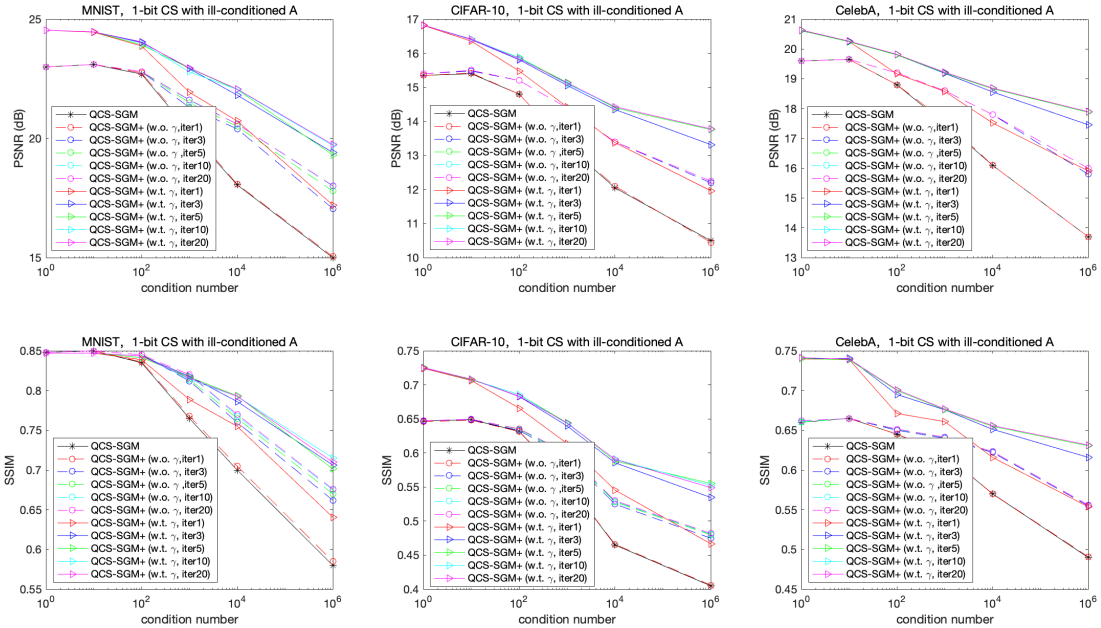 MNIST, 1-bit CS with ill-conditioned A
25
20
15
PSNR (dB)
QCS-SGM
QCS-SGM+ (w.o. γ,iter1)
QCS-SGM+ (w.o. γ, iter3)
QCS-SGM+ (w.o. γ ,iter5)
QCS-SGM+ (w.o. γ, iter10)
QCS-SGM+ (w.o. γ, iter20)
QCS-SGM+ (w.t. γ, iter1)
QCS-SGM+ (w.t. γ, iter3)
QCS-SGM+ (w.t. γ, iter5)
QCS-SGM+ (w.t. γ, iter10)
QCS-SGM+ (w.t. γ, iter20)
10^0 10^2 10^4 10^6
condition number
CIFAR-10, 1-bit CS with ill-conditioned A
17
16
15
14
13
12
11
10
PSNR (dB)
QCS-SGM
QCS-SGM+ (w.o. γ,iter1)
QCS-SGM+ (w.o. γ, iter3)
QCS-SGM+ (w.o. γ ,iter5)
QCS-SGM+ (w.o. γ, iter10)
QCS-SGM+ (w.o. γ, iter20)
QCS-SGM+ (w.t. γ, iter1)
QCS-SGM+ (w.t. γ, iter3)
QCS-SGM+ (w.t. γ, iter5)
QCS-SGM+ (w.t. γ, iter10)
QCS-SGM+ (w.t. γ, iter20)
10^0 10^2 10^4 10^6
condition number
CelebA, 1-bit CS with ill-conditioned A
21
20
19
18
17
16
15
14
13
PSNR (dB)
QCS-SGM
QCS-SGM+ (w.o. γ,iter1)
QCS-SGM+ (w.o. γ, iter3)
QCS-SGM+ (w.o. γ ,iter5)
QCS-SGM+ (w.o. γ, iter10)
QCS-SGM+ (w.o. γ, iter20)
QCS-SGM+ (w.t. γ, iter1)
QCS-SGM+ (w.t. γ, iter3)
QCS-SGM+ (w.t. γ, iter5)
QCS-SGM+ (w.t. γ, iter10)
QCS-SGM+ (w.t. γ, iter20)
10^0 10^2 10^4 10^6
condition number
MNIST, 1-bit CS with ill-conditioned A
0.85
0.8
0.75
0.7
0.65
0.6
0.55
SSIM
QCS-SGM
QCS-SGM+ (w.o. γ,iter1)
QCS-SGM+ (w.o. γ, iter3)
QCS-SGM+ (w.o. γ ,iter5)
QCS-SGM+ (w.o. γ, iter10)
QCS-SGM+ (w.o. γ, iter20)
QCS-SGM+ (w.t. γ, iter1)
QCS-SGM+ (w.t. γ, iter3)
QCS-SGM+ (w.t. γ, iter5)
QCS-SGM+ (w.t. γ, iter10)
QCS-SGM+ (w.t. γ, iter20)
10^0 10^2 10^4 10^6
condition number
CIFAR-10, 1-bit CS with ill-conditioned A
0.75
0.7
0.65
0.6
0.55
0.5
0.45
0.4
SSIM
QCS-SGM
QCS-SGM+ (w.o. γ,iter1)
QCS-SGM+ (w.o. γ, iter3)
QCS-SGM+ (w.o. γ ,iter5)
QCS-SGM+ (w.o. γ, iter10)
QCS-SGM+ (w.o. γ, iter20)
QCS-SGM+ (w.t. γ, iter1)
QCS-SGM+ (w.t. γ, iter3)
QCS-SGM+ (w.t. γ, iter5)
QCS-SGM+ (w.t. γ, iter10)
QCS-SGM+ (w.t. γ, iter20)
10^0 10^2 10^4 10^6
condition number
CelebA, 1-bit CS with ill-conditioned A
0.75
0.7
0.65
0.6
0.55
0.5
0.45
SSIM
QCS-SGM
QCS-SGM+ (w.o. γ,iter1)
QCS-SGM+ (w.o. γ, iter3)
QCS-SGM+ (w.o. γ ,iter5)
QCS-SGM+ (w.o. γ, iter10)
QCS-SGM+ (w.o. γ, iter20)
QCS-SGM+ (w.t. γ, iter1)
QCS-SGM+ (w.t. γ, iter3)
QCS-SGM+ (w.t. γ, iter5)
QCS-SGM+ (w.t. γ, iter10)
QCS-SGM+ (w.t. γ, iter20)
10^0 10^2 10^4 10^6
condition number